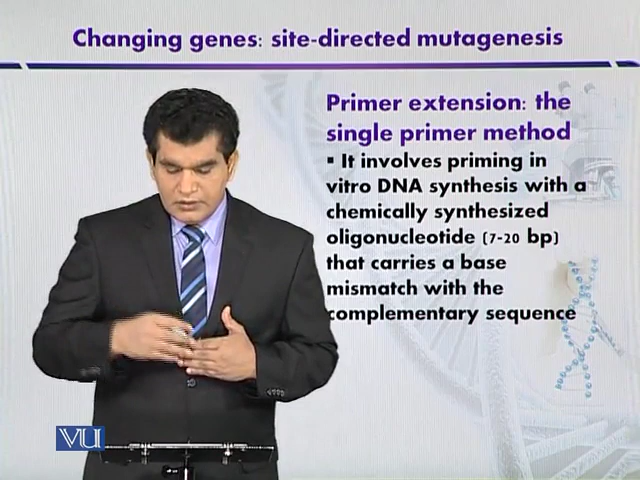 Changing genes: site-directed mutagenesis
Primer extension: the
single primer method
▪ It involves priming in
vitro DNA synthesis with a
chemically synthesized
oligonucleotide (7-20 bp)
that carries a base
mismatch with the
complementary sequence
VU